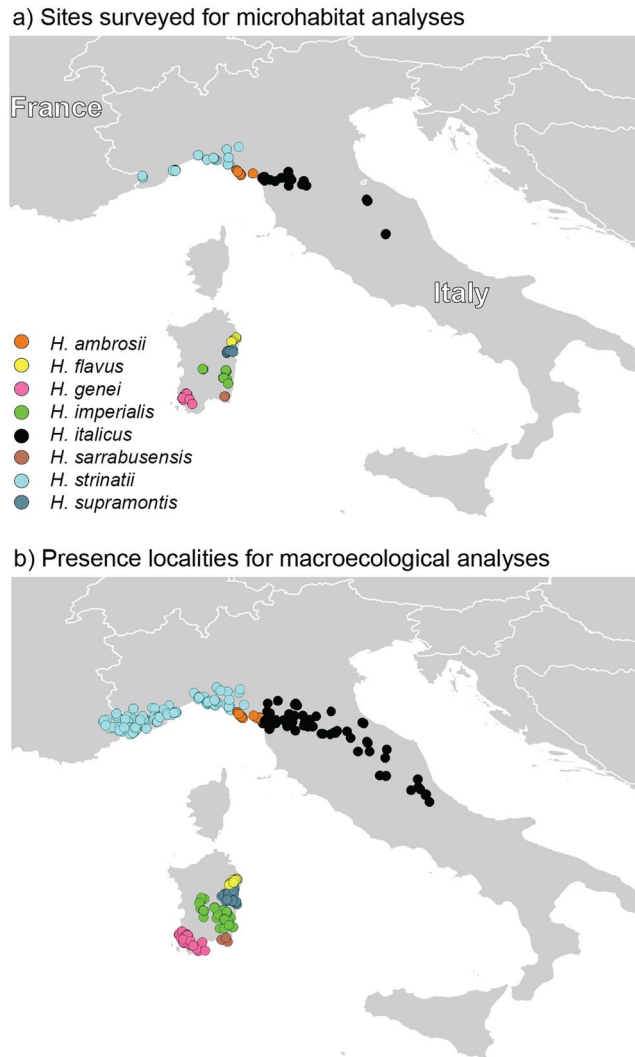 a) Sites surveyed for microhabitat analyses
France
Italy
H. ambrosii
H. flavus
H. genei
H. imperialis
H. italicus
H. sarrabusensis
H. strinatii
H. supramontis
b) Presence localities for macroecological analyses